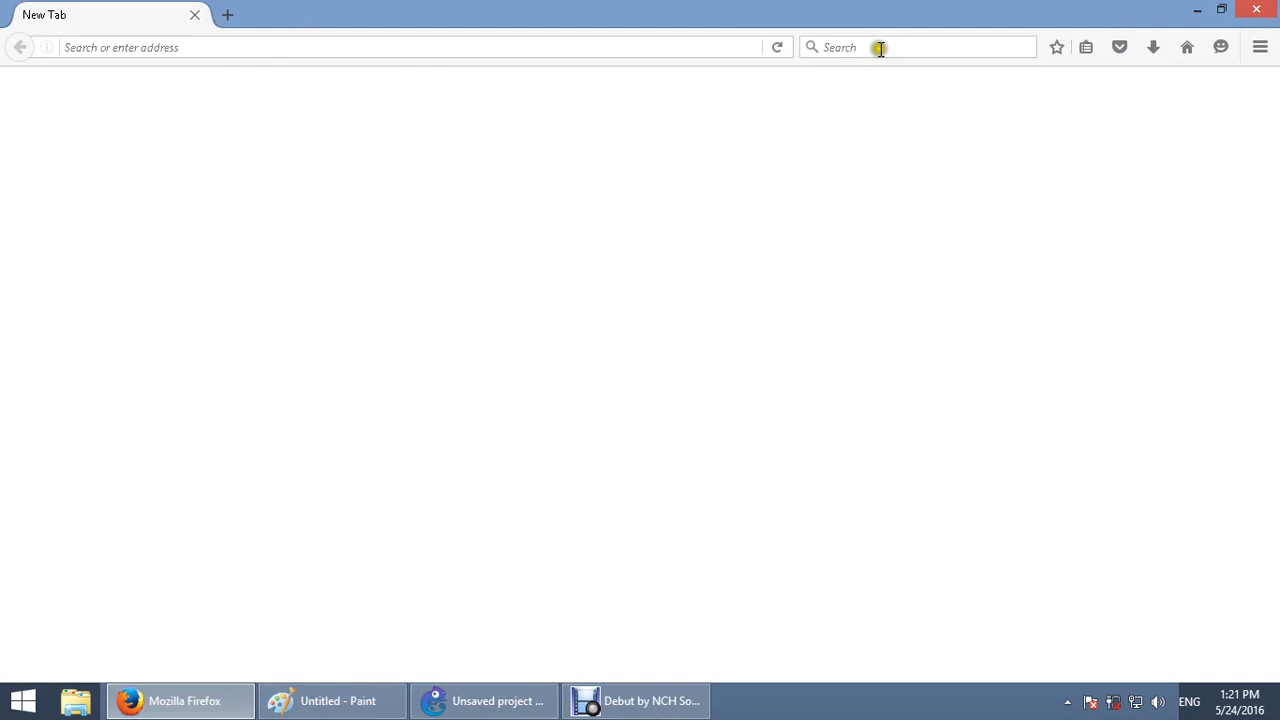 New Tab
Search or enter address
Search
Mozilla Firefox
Untitled - Paint
Unsaved project ...
Debut by NCH So...
ENG
1:21 PM
5/24/2016